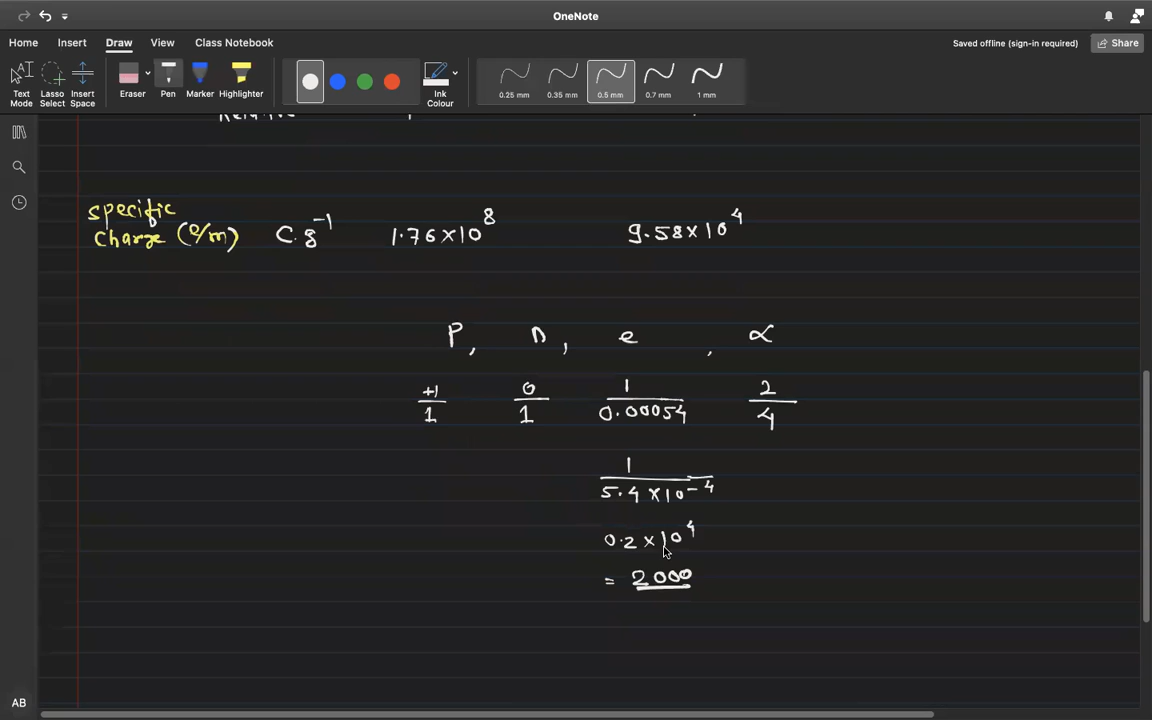 OneNote
Home Insert Draw View Class Notebook
Saved offline (sign-in required) Share
Text Mode
Lasso Select
Insert Space
Eraser
Pen
Marker
Highlighter
Ink Colour
0.25 mm 0.35 mm 0.5 mm 0.7 mm 1 mm
specific
charge (e/m) C.g⁻¹ 1.76×10⁸ 9.58×10⁴
P, n, e, α
+1/1 0/1 1/0.00054 2/4
1/5.4×10⁻⁴
0.2×10⁴
= 2000
AB